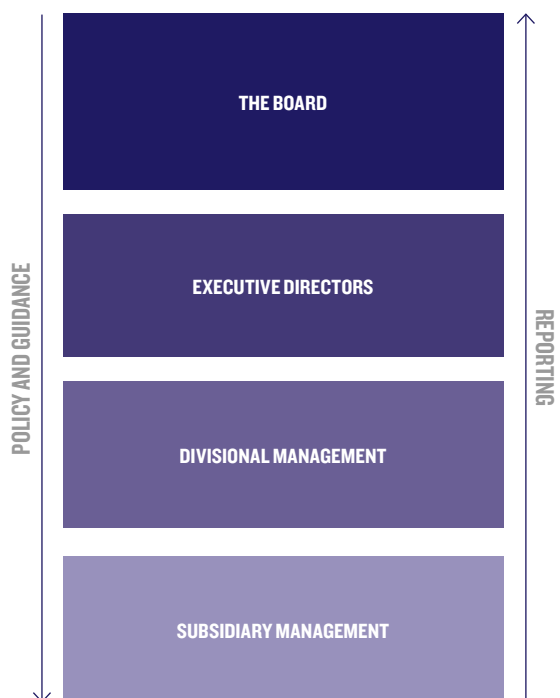 THE BOARD
EXECUTIVE DIRECTORS
DIVISIONAL MANAGEMENT
SUBSIDIARY MANAGEMENT
POLICY AND GUIDANCE
REPORTING